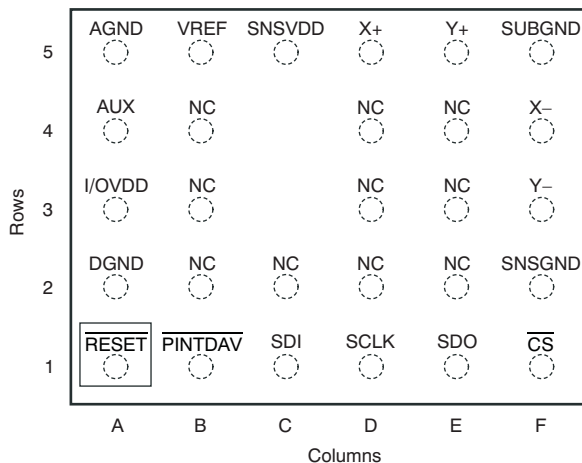 AGND VREF SNSVDD X+ Y+ SUBGND
5
AUX NC NC NC X–
4
I/OVDD NC NC NC Y–
3
DGND NC NC NC NC SNSGND
2
RESET PINTDAV SDI SCLK SDO CS
1
Rows
A B C D E F
Columns